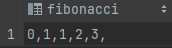 fibonacci
1 0,1,1,2,3,